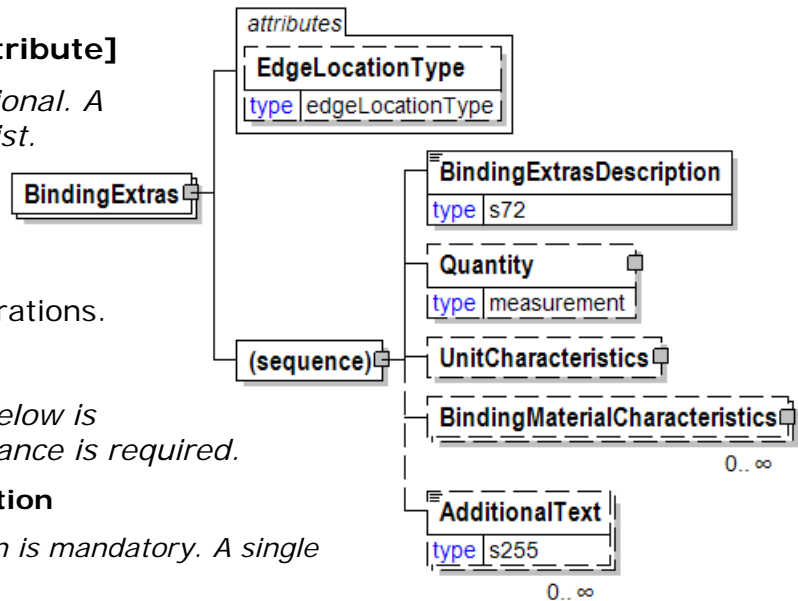 tribute]
ional. A
ist.
rations.
elow is
ance is required.
tion
n is mandatory. A single
attributes
EdgeLocationType
type edgeLocationType
BindingExtras
(sequence)
BindingExtrasDescription
type s72
Quantity
type measurement
UnitCharacteristics
BindingMaterialCharacteristics
0.. ∞
AdditionalText
type s255
0.. ∞